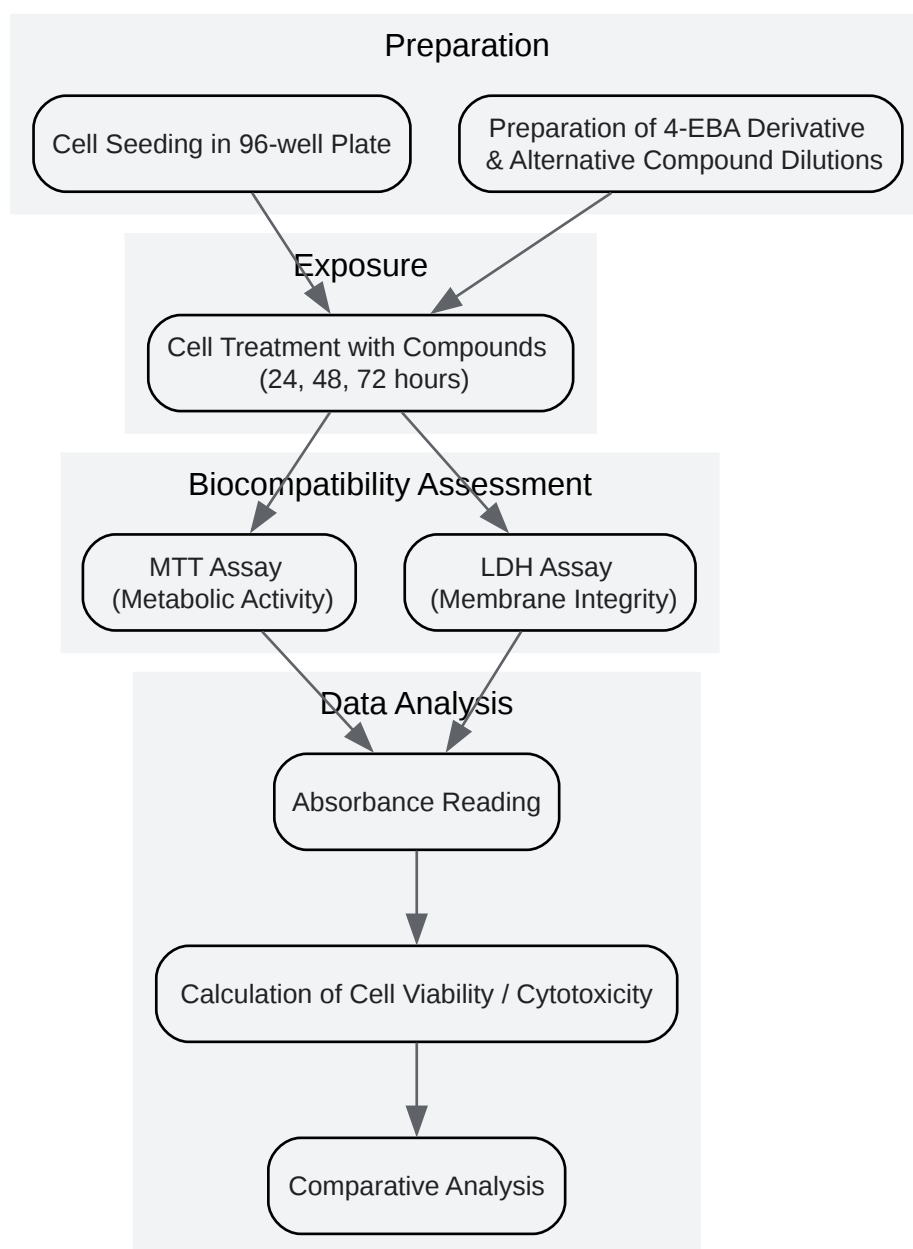 Preparation
Cell Seeding in 96-well Plate
Preparation of 4-EBA Derivative
& Alternative Compound Dilutions
Exposure
Cell Treatment with Compounds
(24, 48, 72 hours)
Biocompatibility Assessment
MTT Assay
(Metabolic Activity)
LDH Assay
(Membrane Integrity)
Data Analysis
Absorbance Reading
Calculation of Cell Viability / Cytotoxicity
Comparative Analysis